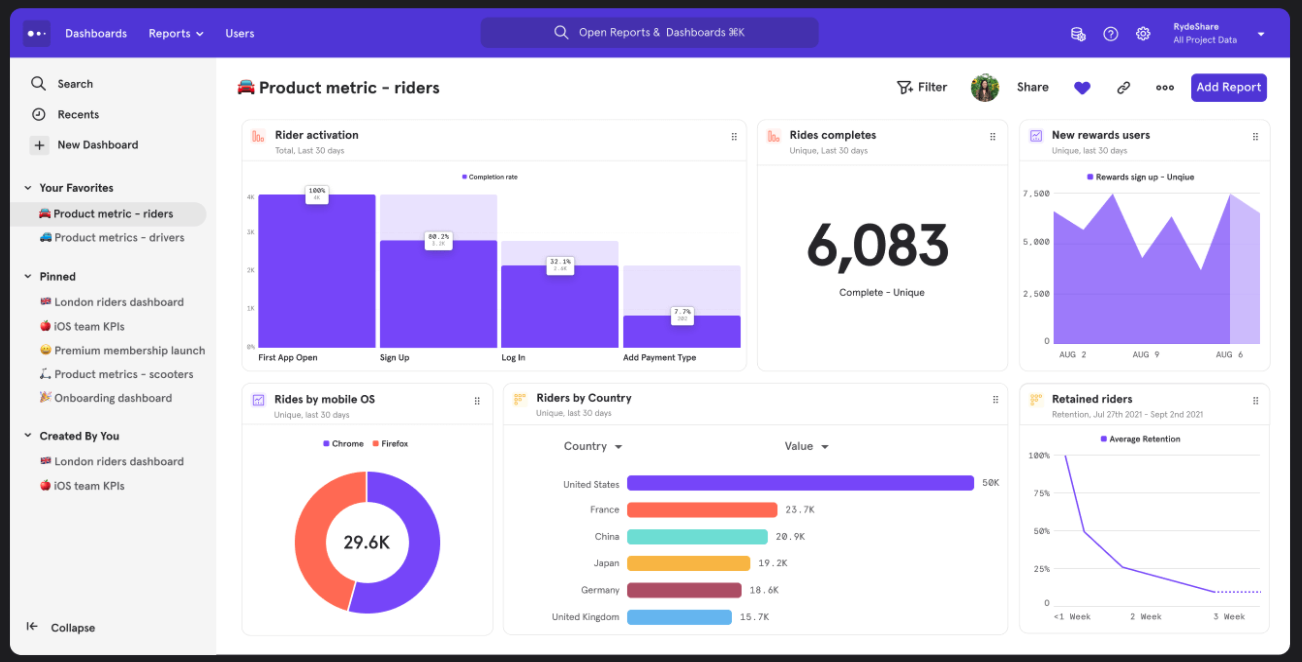 Dashboards
Reports
Users
Open Reports & Dashboards ⌘K
RydeShare
All Project Data
Search
Recents
New Dashboard
Your Favorites
Product metric - riders
Product metrics - drivers
Pinned
London riders dashboard
iOS team KPIs
Premium membership launch
Product metrics - scooters
Onboarding dashboard
Created By You
London riders dashboard
iOS team KPIs
Collapse
Product metric - riders
Filter
Share
Add Report
Rider activation
Total, Last 30 days
Completion rate
4K
3K
2K
1K
0%
100%
80.2%
32.1%
7.7%
First App Open
Sign Up
Log In
Add Payment Type
Rides completes
Unique, Last 30 days
6,083
Complete - Unique
New rewards users
Unique, last 30 days
Rewards sign up - Unqiue
7,500
5,000
2,500
0
AUG 2
AUG 9
AUG 6
Rides by mobile OS
Unique, last 30 days
Chrome
Firefox
29.6K
Riders by Country
Unique, last 30 days
Country
Value
United States 50K
France 23.7K
China 20.9K
Japan 19.2K
Germany 18.6K
United Kingdom 15.7K
Retained riders
Retention, Jul 27th 2021 - Sept 2nd 2021
Average Retention
100%
75%
50%
25%
0
<1 Week
2 Week
3 Week